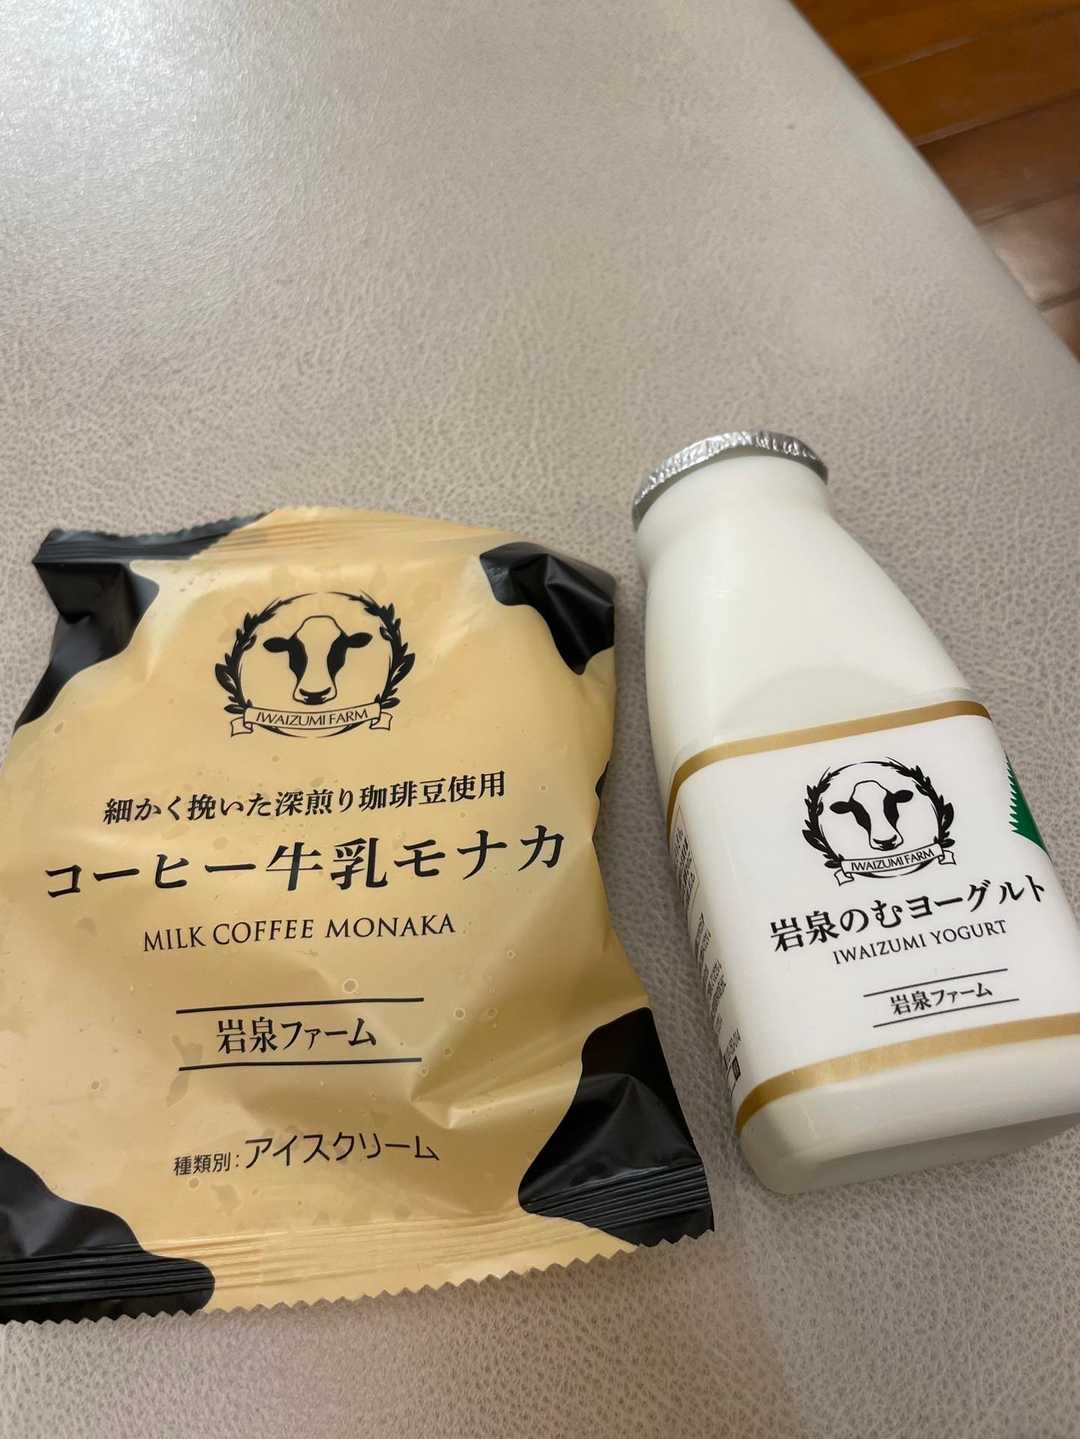 IWAIZUMI FARM
細かく挽いた深煎り珈琲豆使用
コーヒー牛乳モナカ
MILK COFFEE MONAKA
岩泉ファーム
種類別：アイスクリーム
IWAIZUMI FARM
岩泉のむヨーグルト
IWAIZUMI YOGURT
岩泉ファーム